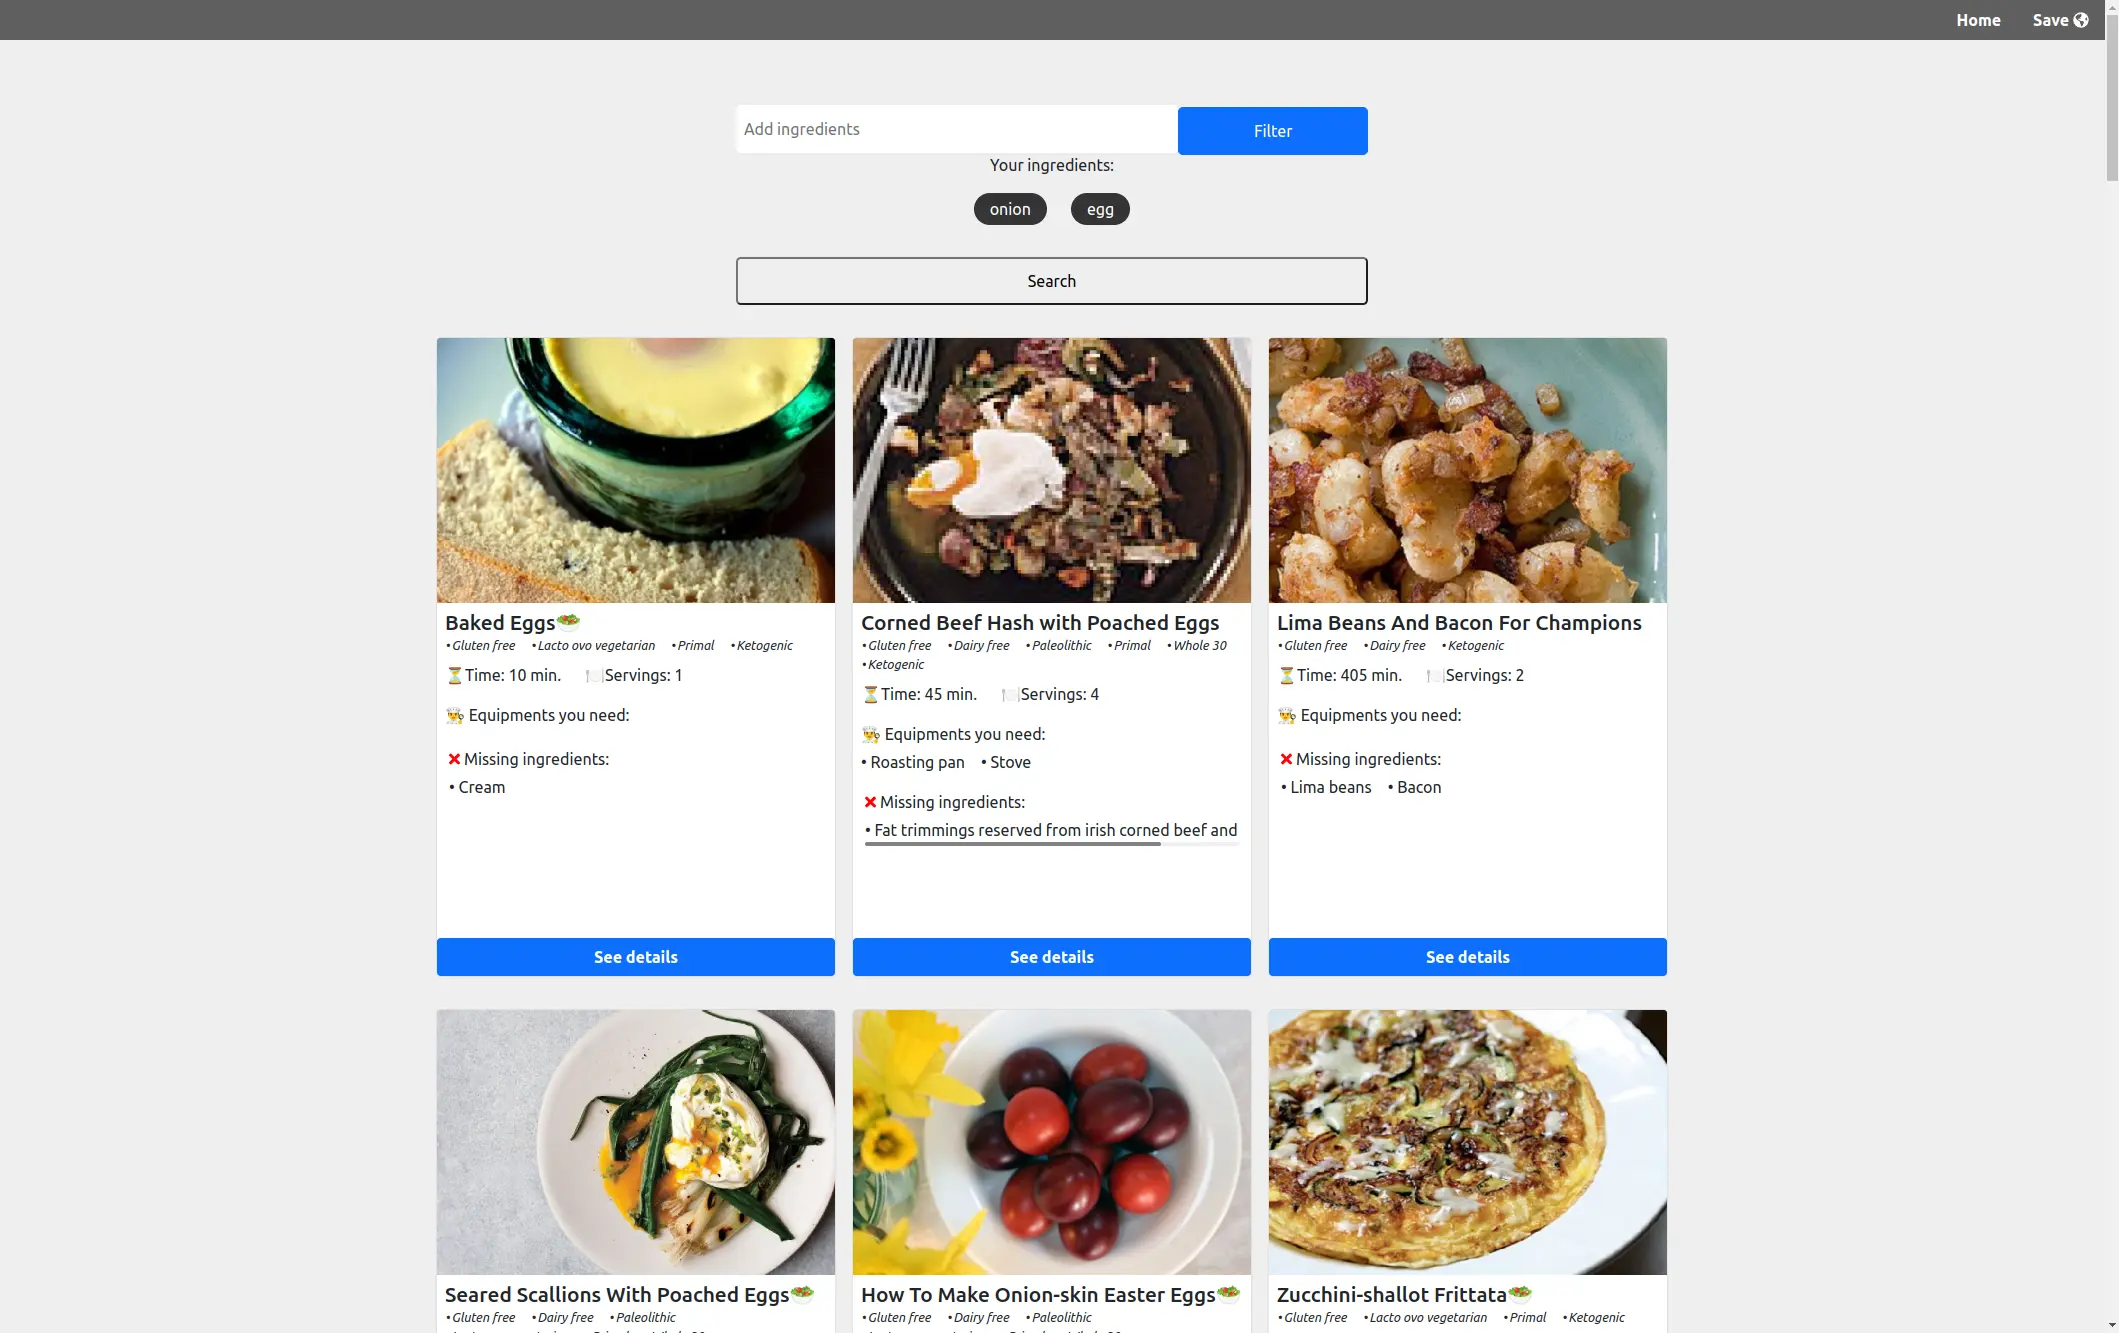 Home Save
Add ingredients
Filter
Your ingredients:
onion egg
Search
Baked Eggs
•Gluten free •Lacto ovo vegetarian •Primal •Ketogenic
Time: 10 min. Servings: 1
Equipments you need:
Missing ingredients:
• Cream
See details
Corned Beef Hash with Poached Eggs
•Gluten free •Dairy free •Paleolithic •Primal •Whole 30
•Ketogenic
Time: 45 min. Servings: 4
Equipments you need:
• Roasting pan • Stove
Missing ingredients:
• Fat trimmings reserved from irish corned beef and
See details
Lima Beans And Bacon For Champions
•Gluten free •Dairy free •Ketogenic
Time: 405 min. Servings: 2
Equipments you need:
Missing ingredients:
• Lima beans • Bacon
See details
Seared Scallions With Poached Eggs
•Gluten free •Dairy free •Paleolithic
How To Make Onion-skin Easter Eggs
•Gluten free •Dairy free •Paleolithic
Zucchini-shallot Frittata
•Gluten free •Lacto ovo vegetarian •Primal •Ketogenic